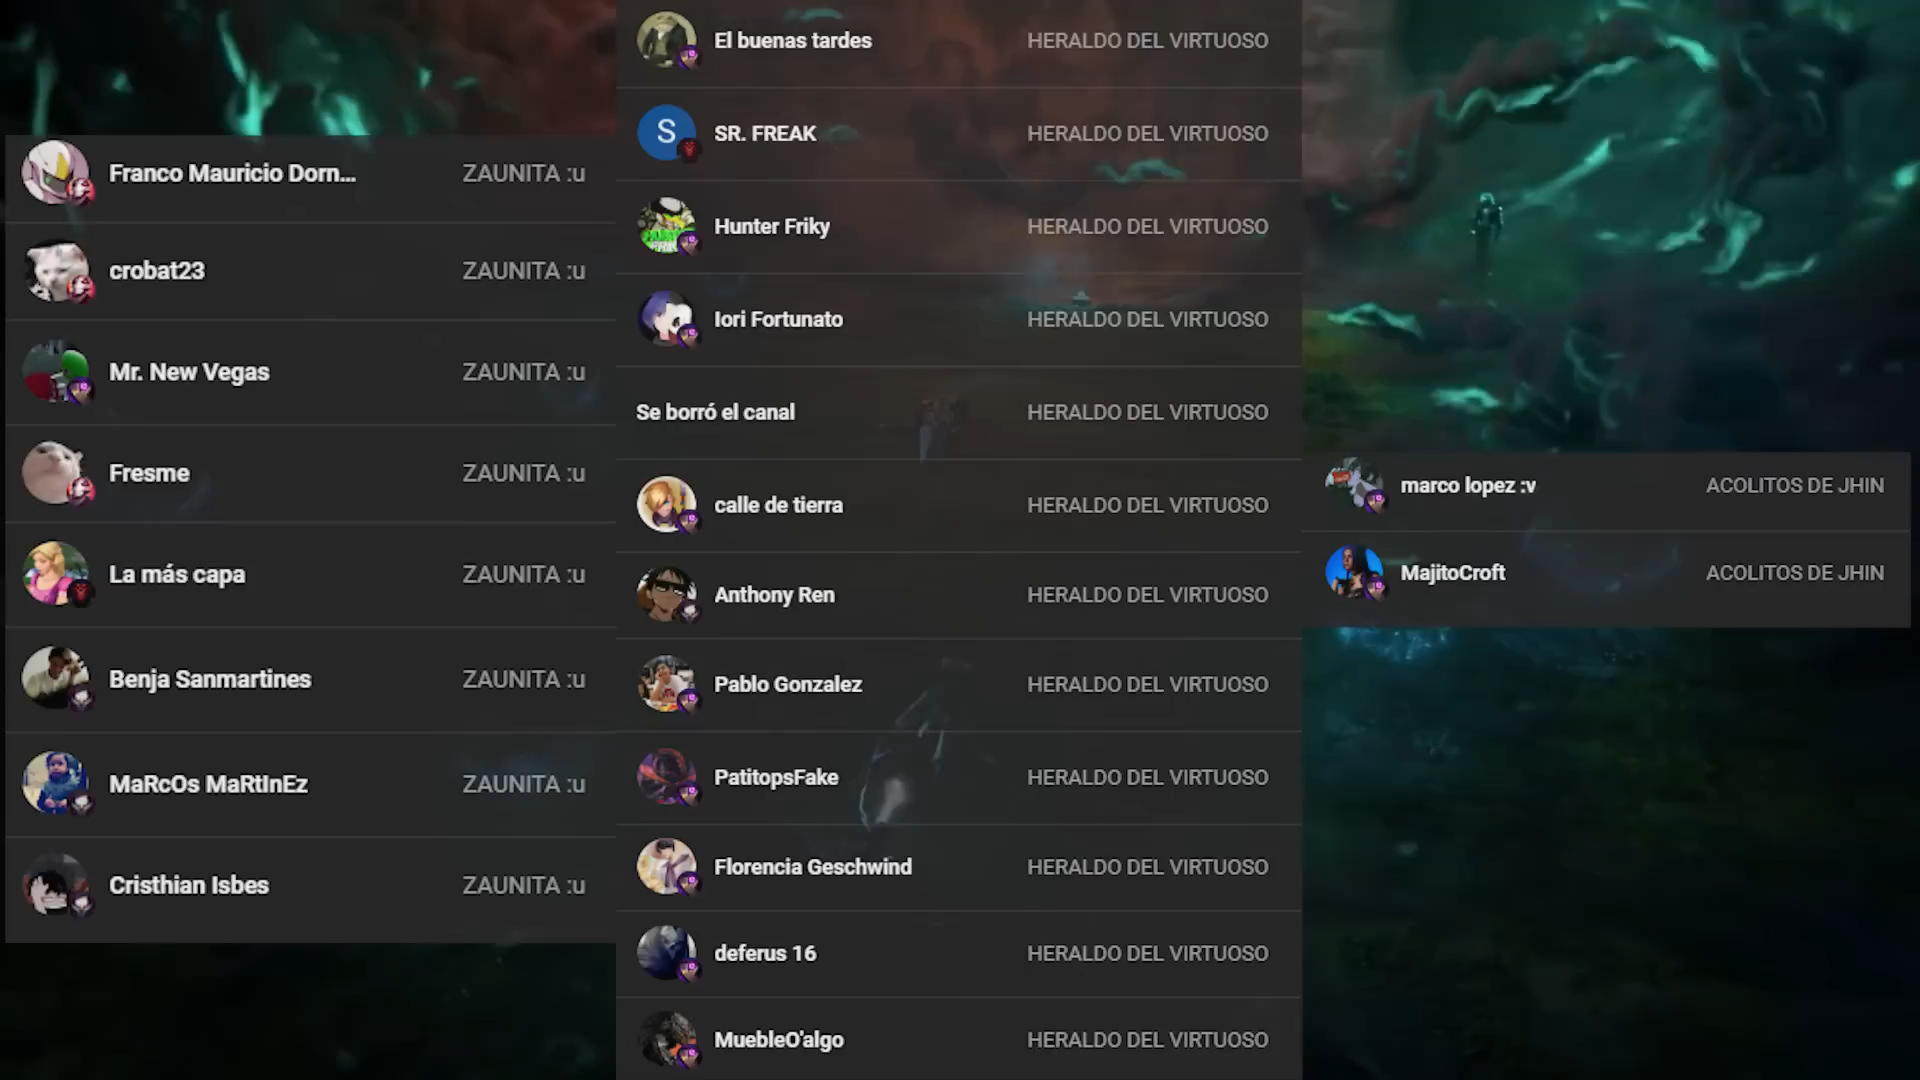 Franco Mauricio Dorn... ZAUNITA :u
crobat23 ZAUNITA :u
Mr. New Vegas ZAUNITA :u
Fresme ZAUNITA :u
La más capa ZAUNITA :u
Benja Sanmartines ZAUNITA :u
MaRcOs MaRtInEz ZAUNITA :u
Cristhian Isbes ZAUNITA :u
El buenas tardes HERALDO DEL VIRTUOSO
S SR. FREAK HERALDO DEL VIRTUOSO
Hunter Friky HERALDO DEL VIRTUOSO
Iori Fortunato HERALDO DEL VIRTUOSO
Se borró el canal HERALDO DEL VIRTUOSO
calle de tierra HERALDO DEL VIRTUOSO
Anthony Ren HERALDO DEL VIRTUOSO
Pablo Gonzalez HERALDO DEL VIRTUOSO
PatitopsFake HERALDO DEL VIRTUOSO
Florencia Geschwind HERALDO DEL VIRTUOSO
deferus 16 HERALDO DEL VIRTUOSO
MuebleO'algo HERALDO DEL VIRTUOSO
marco lopez :v ACOLITOS DE JHIN
MajitoCroft ACOLITOS DE JHIN